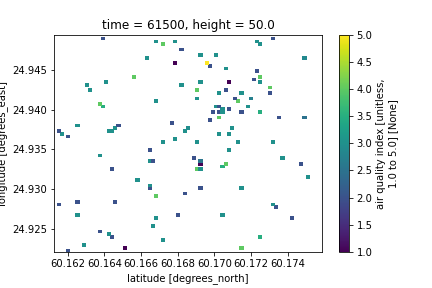 time = 61500, height = 50.0
24.945
24.940
24.935
24.930
24.925
60.162 60.164 60.166 60.168 60.170 60.172 60.174
latitude [degrees_north]
[degrees_east]
5.0
4.5
4.0
3.5
3.0
2.5
2.0
1.5
1.0
air quality index [unitless,
1.0 to 5.0] [None]